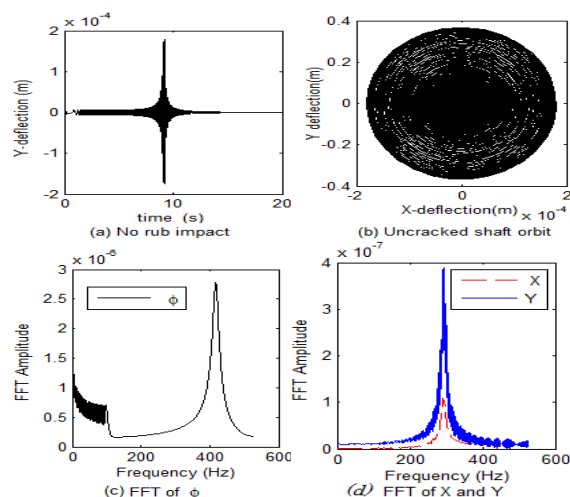 × 10⁻⁴
2
1
0
-1
-2
0
10
20
Y-deflection (m)
time (s)
(a) No rub impact
0.4
0.2
0
-0.2
-0.4
-2
-1
0
1
2
Y deflection(m)
X-deflection(m)
× 10⁻⁴
(b) Uncracked shaft orbit
× 10⁻⁶
3
2.5
2
1.5
1
0.5
0
0
200
400
600
ϕ
FFT Amplitude
Frequency (Hz)
(c) FFT of ϕ
× 10⁻⁷
4
3
2
1
0
0
200
400
600
X
Y
FFT Amplitude
Frequency (Hz)
(d) FFT of X and Y